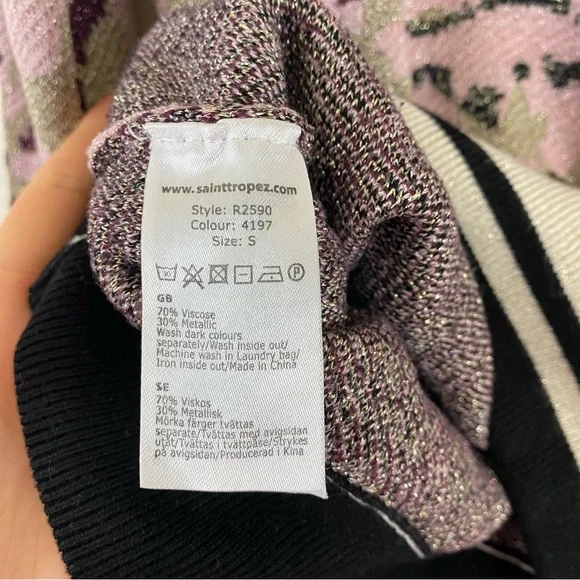 www.sainttropez.com
Style: R2590
Colour: 4197
Size: S
GB
70% Viscose
30% Metallic
Wash dark colours
separately/Wash inside out/
Machine wash in Laundry bag/
Iron inside out/Made in China
SE
70% Viskos
30% Metallisk
Mörka färger tvättas
separate/Tvättas med avigsidan
utåt/Tvättas i tvättpåse/Strykes
på avigsidan/Producerad i Kina